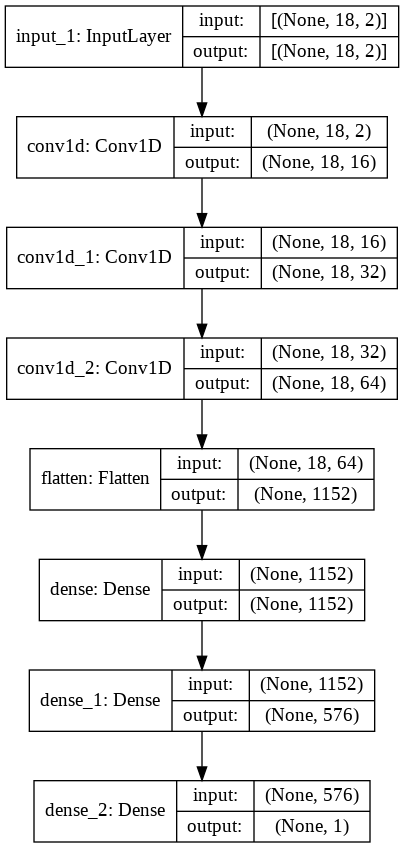 input_1: InputLayer
input:
[(None, 18, 2)]
output:
[(None, 18, 2)]
conv1d: Conv1D
input:
(None, 18, 2)
output:
(None, 18, 16)
conv1d_1: Conv1D
input:
(None, 18, 16)
output:
(None, 18, 32)
conv1d_2: Conv1D
input:
(None, 18, 32)
output:
(None, 18, 64)
flatten: Flatten
input:
(None, 18, 64)
output:
(None, 1152)
dense: Dense
input:
(None, 1152)
output:
(None, 1152)
dense_1: Dense
input:
(None, 1152)
output:
(None, 576)
dense_2: Dense
input:
(None, 576)
output:
(None, 1)